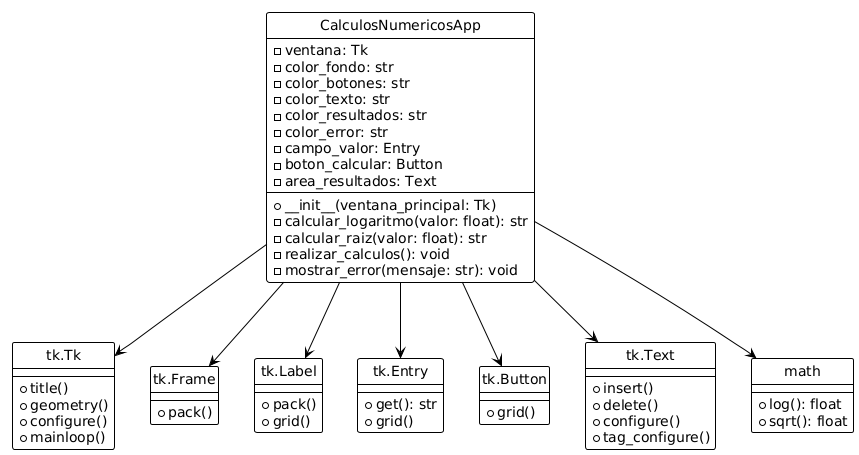 CalculosNumericosApp
ventana: Tk
color_fondo: str
color_botones: str
color_texto: str
color_resultados: str
color_error: str
campo_valor: Entry
boton_calcular: Button
area_resultados: Text
__init__(ventana_principal: Tk)
calcular_logaritmo(valor: float): str
calcular_raiz(valor: float): str
realizar_calculos(): void
mostrar_error(mensaje: str): void
tk.Tk
title()
geometry()
configure()
mainloop()
tk.Frame
pack()
tk.Label
pack()
grid()
tk.Entry
get(): str
grid()
tk.Button
grid()
tk.Text
insert()
delete()
configure()
tag_configure()
math
log(): float
sqrt(): float